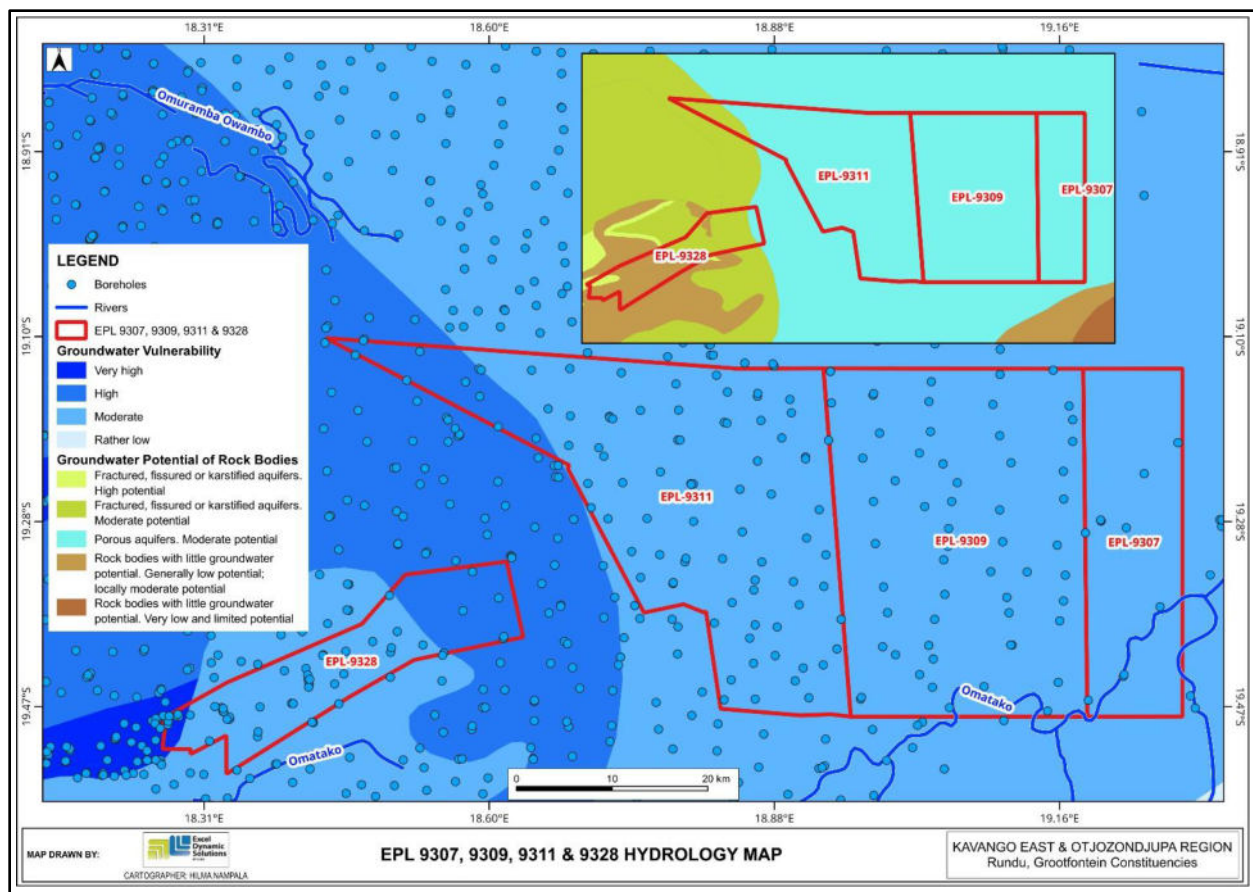 18.31°E
18.60°E
18.88°E
19.16°E
Omuramba Owambo
18.91°S
18.91°S
EPL-9311
EPL-9309
EPL-9307
EPL-9328
LEGEND
Boreholes
Rivers
EPL 9307, 9309, 9311 & 9328
Groundwater Vulnerability
Very high
High
Moderate
Rather low
Groundwater Potential of Rock Bodies
Fractured, fissured or karstified aquifers.
High potential
Fractured, fissured or karstified aquifers.
Moderate potential
Porous aquifers. Moderate potential
Rock bodies with little groundwater
potential. Generally low potential;
locally moderate potential
Rock bodies with little groundwater
potential. Very low and limited potential
19.10°S
19.10°S
19.28°S
19.28°S
EPL-9311
EPL-9309
EPL-9307
EPL-9328
19.47°S
19.47°S
Omatako
Omatako
0 10 20 km
18.31°E
18.60°E
18.88°E
19.16°E
MAP DRAWN BY:
Excel
Dynamic
Solutions
CARTOGRAPHER: HILMA NAMPALA
EPL 9307, 9309, 9311 & 9328 HYDROLOGY MAP
KAVANGO EAST & OTJOZONDJUPA REGION
Rundu, Grootfontein Constituencies